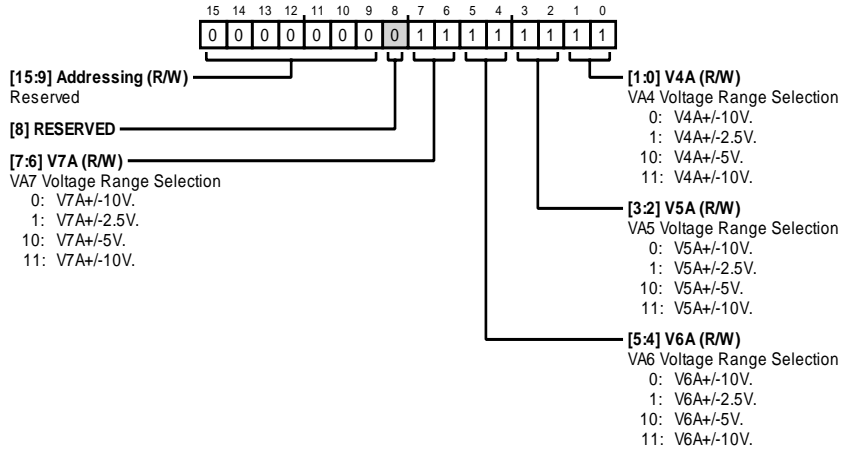 15 14 13 12 11 10 9 8 7 6 5 4 3 2 1 0
0 0 0 0 0 0 0 0 1 1 1 1 1 1 1 1
[15:9] Addressing (R/W)
Reserved
[8] RESERVED
[7:6] V7A (R/W)
VA7 Voltage Range Selection
0: V7A+/-10V.
1: V7A+/-2.5V.
10: V7A+/-5V.
11: V7A+/-10V.
[1:0] V4A (R/W)
VA4 Voltage Range Selection
0: V4A+/-10V.
1: V4A+/-2.5V.
10: V4A+/-5V.
11: V4A+/-10V.
[3:2] V5A (R/W)
VA5 Voltage Range Selection
0: V5A+/-10V.
1: V5A+/-2.5V.
10: V5A+/-5V.
11: V5A+/-10V.
[5:4] V6A (R/W)
VA6 Voltage Range Selection
0: V6A+/-10V.
1: V6A+/-2.5V.
10: V6A+/-5V.
11: V6A+/-10V.